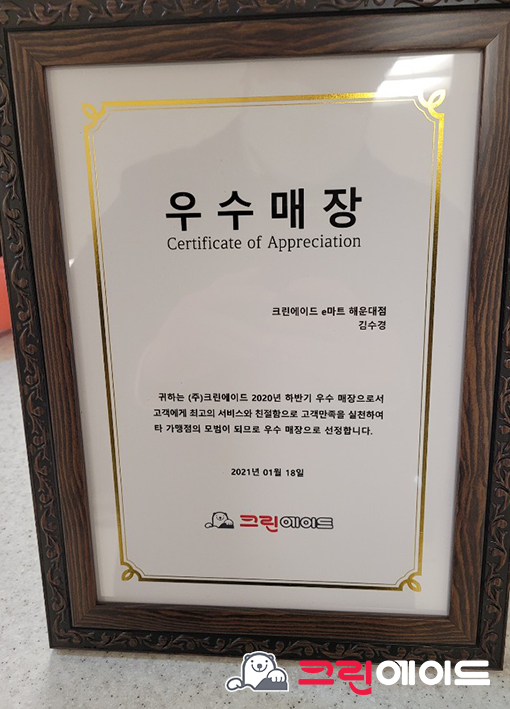 우수매장
Certificate of Appreciation
크린에이드 e마트 해운대점
김수경
귀하는 (주)크린에이드 2020년 하반기 우수 매장으로서
고객에게 최고의 서비스와 친절함으로 고객만족을 실천하여
타 가맹점의 모범이 되므로 우수 매장으로 선정합니다.
2021년 01월 18일
크린에이드
크린에이드